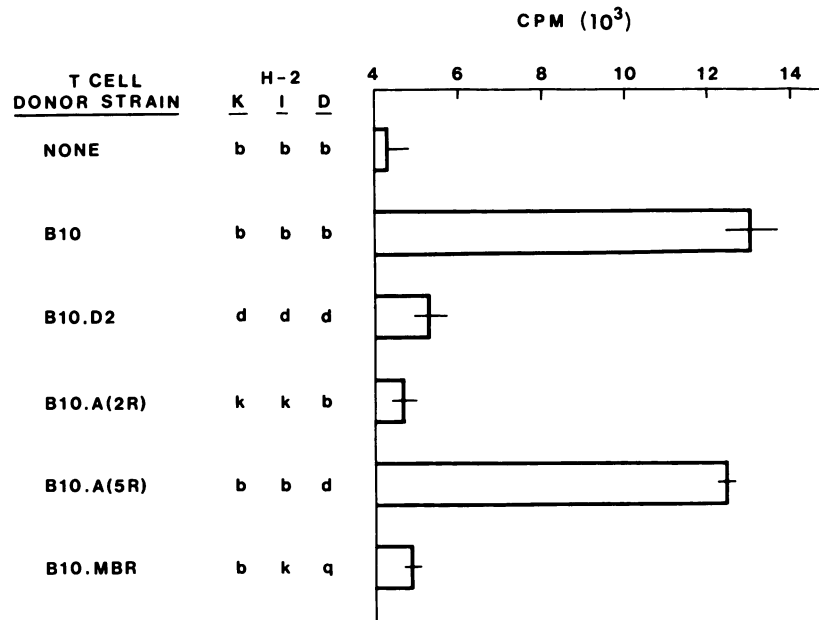 CPM (10³)
4 6 8 10 12 14
T CELL H-2
DONOR STRAIN K I D
NONE b b b
B10 b b b
B10.D2 d d d
B10.A(2R) k k b
B10.A(5R) b b d
B10.MBR b k q